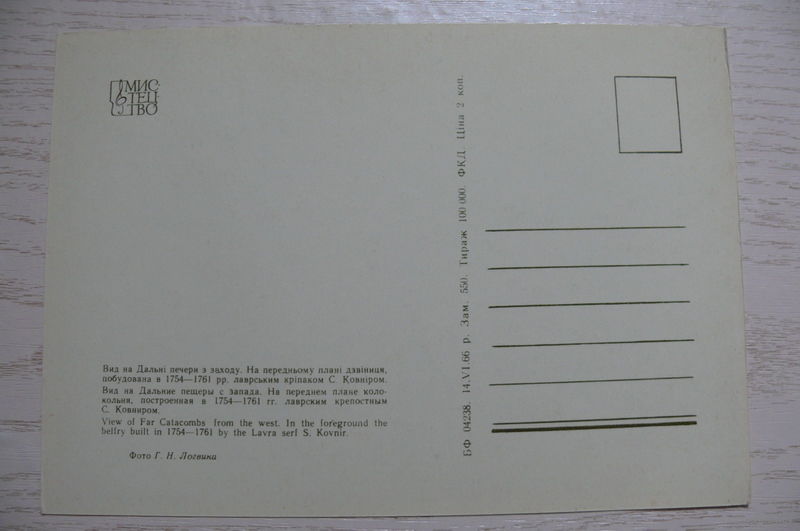 МИС-
ТЕЦ-
ТВО
Вид на Дальні печери з заходу. На передньому плані дзвіниця,
побудована в 1754—1761 рр. лаврським кріпаком С. Ковніром.
Вид на Дальние пещеры с запада. На переднем плане коло-
кольня, построенная в 1754—1761 гг. лаврским крепостным
С. Ковниром.
View of Far Catacombs from the west. In the foreground the
belfry built in 1754—1761 by the Lavra serf S. Kovnir.
Фото Г. Н. Логвина
БФ 04238. 14.VI.66 р. Зам. 550. Тираж 100 000. ФКД. Ціна 2 коп.